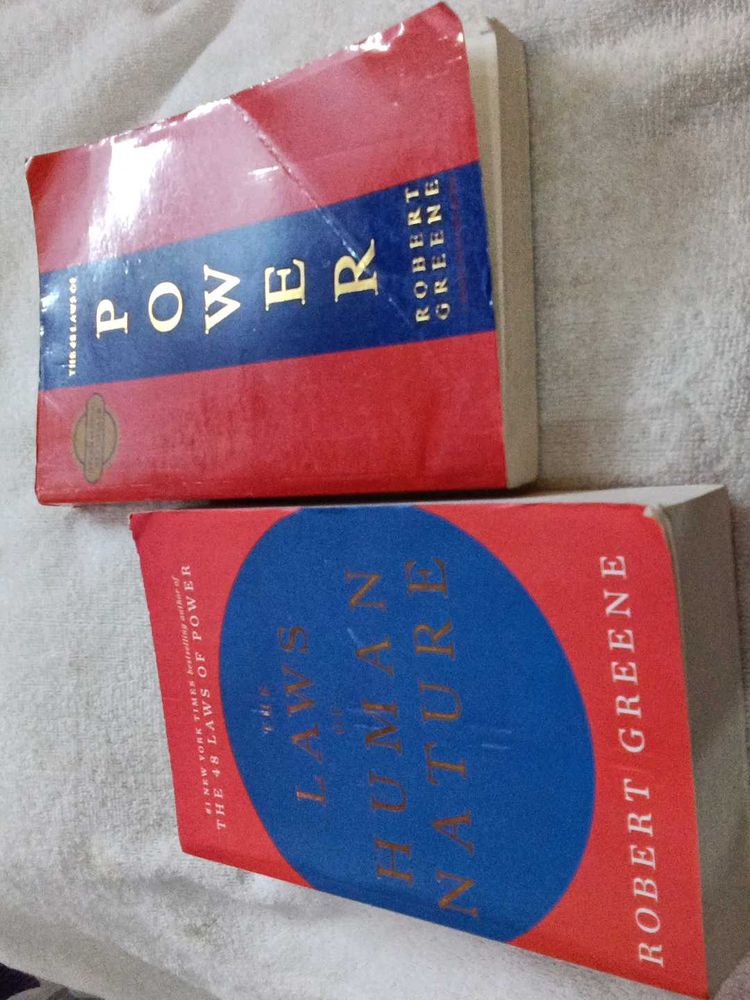 THE 48 LAWS OF
POWER
ROBERT
GREENE
#1 NEW YORK TIMES bestselling author of
THE 48 LAWS OF POWER
THE
LAWS
OF
HUMAN
NATURE
ROBERT GREENE